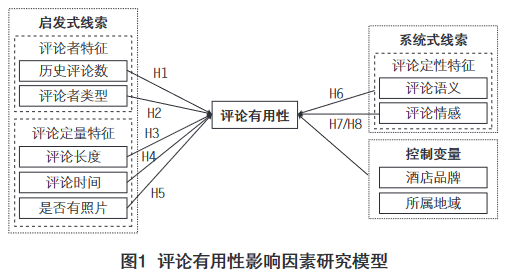 启发式线索
评论者特征
历史评论数
评论者类型
评论定量特征
评论长度
评论时间
是否有照片
H1
H2
H3
H4
H5
评论有用性
H6
H7/H8
系统式线索
评论定性特征
评论语义
评论情感
控制变量
酒店品牌
所属地域
图1 评论有用性影响因素研究模型